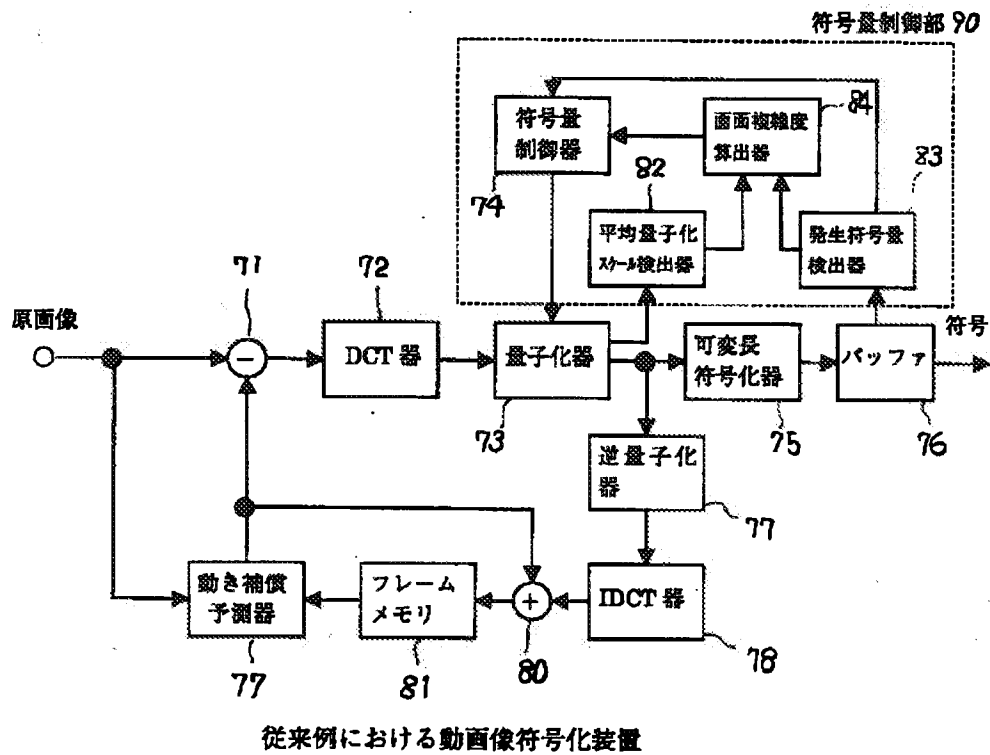 符号量制御部 90
符号量
制御器
74
画面複雑度
算出器
84
82
83
平均量子化
スケール検出器
発生符号量
検出器
原画像
71
72
DCT 器
量子化器
73
可変長
符号化器
75
バッファ
76
符号
逆量子化
器
77
IDCT 器
78
動き補償
予測器
77
フレーム
メモリ
81
80
従来例における動画像符号化装置